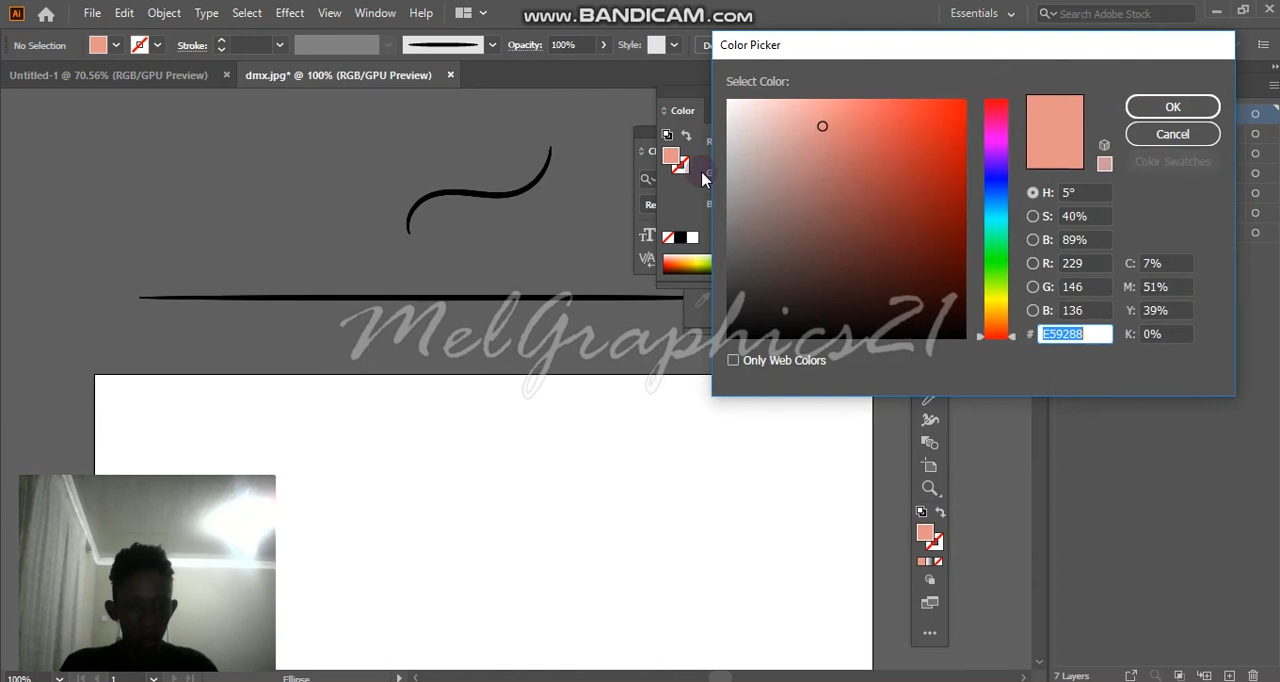 www.BANDICAM.com
Ai File Edit Object Type Select Effect View Window Help Essentials Search Adobe Stock
No Selection Stroke: Opacity: 100% Style:
Untitled-1 @ 70.56% (RGB/GPU Preview) × dmx.jpg* @ 100% (RGB/GPU Preview) ×
Color Picker
Select Color:
OK
Cancel
Color Swatches
H: 5°
S: 40%
B: 89%
R: 229 C: 7%
G: 146 M: 51%
B: 136 Y: 39%
# E59288 K: 0%
Only Web Colors
Color
R
G
B
Re
MelGraphics21
100% 1 Ellipse 7 Layers